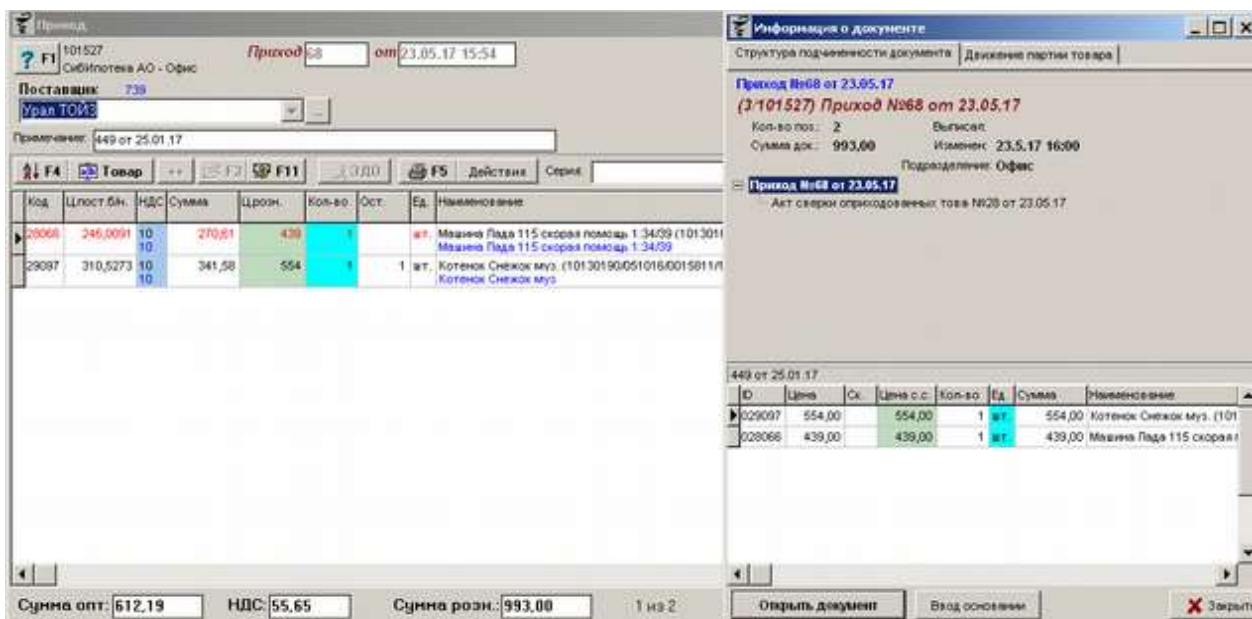 Приход
? F1 101527 Приход 68 от 23.05.17 15:54
СибИпотека АО - Офис
Поставщик 739
Урал ТОЙЗ ...
Примечание: 449 от 25.01.17
F4 Товар F11 F5 Действия Серия
Код Ц.пост.б/н. НДС Сумма Ц.розн. Кол-во Ост. Ед. Наименование
28066 246,0091 10 270,61 439 1 шт. Машина Лада 115 скорая помощь 1:34/39
10 Машина Лада 115 скорая помощь 1:34/39
29097 310,5273 10 341,58 554 1 1 шт. Котенок Снежок муз. (10130190/051016/0015811/1
10 Котенок Снежок муз
Сумма опт: 612,19 НДС: 55,65 Сумма розн.: 993,00 1 из 2
Информация о документе
Структура подчиненности документа Движение партии товара
Приход №68 от 23.05.17
(3/101527) Приход №68 от 23.05.17
Кол-во поз.: 2 Выписал:
Сумма док.: 993,00 Изменен: 23.5.17 16:00
Подразделение: Офис
Приход №68 от 23.05.17
Акт сверки оприходованных това №28 от 23.05.17
449 от 25.01.17
ID Цена Ск. Цена с.с. Кол-во Ед. Сумма Наименование
029097 554,00 554,00 1 шт. 554,00 Котенок Снежок муз. (101
028066 439,00 439,00 1 шт. 439,00 Машина Лада 115 скорая
Открыть документ Ввод основании Закрыть